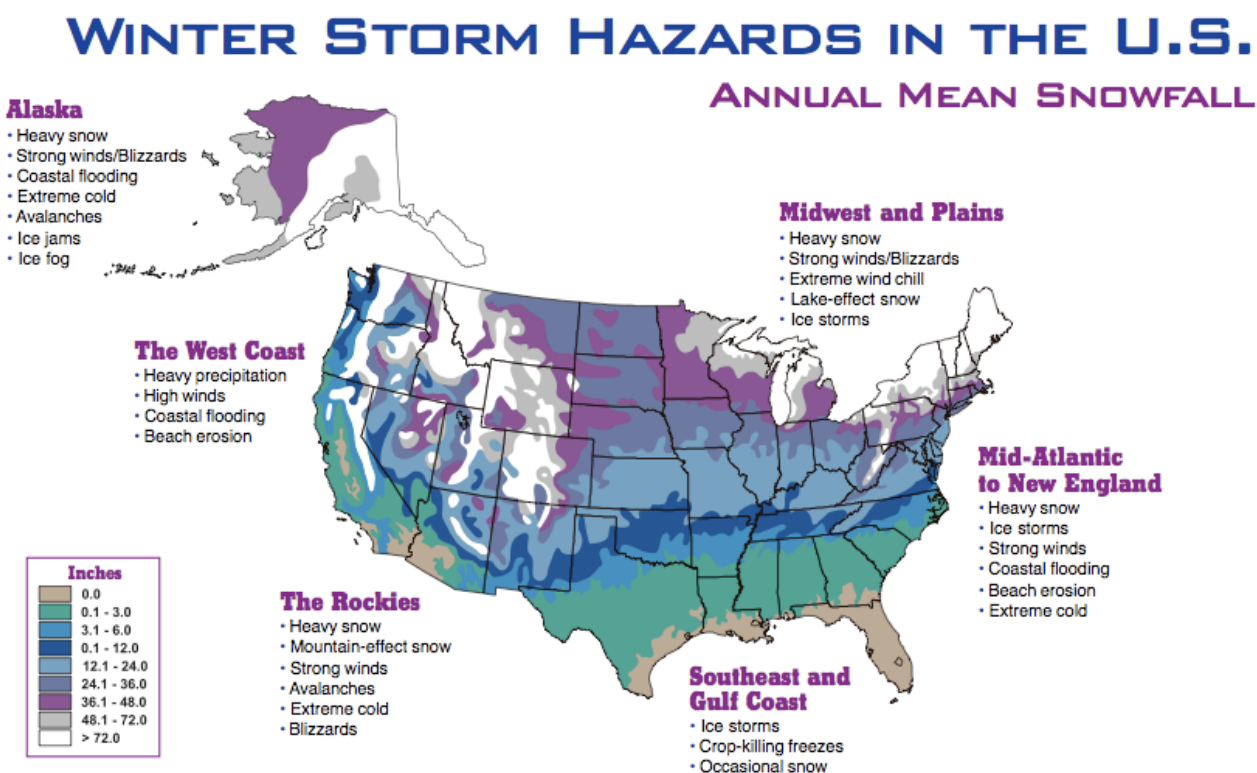 WINTER STORM HAZARDS IN THE U.S.
ANNUAL MEAN SNOWFALL
Alaska
• Heavy snow
• Strong winds/Blizzards
• Coastal flooding
• Extreme cold
• Avalanches
• Ice jams
• Ice fog
Midwest and Plains
• Heavy snow
• Strong winds/Blizzards
• Extreme wind chill
• Lake-effect snow
• Ice storms
The West Coast
• Heavy precipitation
• High winds
• Coastal flooding
• Beach erosion
Mid-Atlantic
to New England
• Heavy snow
• Ice storms
• Strong winds
• Coastal flooding
• Beach erosion
• Extreme cold
Inches
0.0
0.1 - 3.0
3.1 - 6.0
0.1 - 12.0
12.1 - 24.0
24.1 - 36.0
36.1 - 48.0
48.1 - 72.0
> 72.0
The Rockies
• Heavy snow
• Mountain-effect snow
• Strong winds
• Avalanches
• Extreme cold
• Blizzards
Southeast and
Gulf Coast
• Ice storms
• Crop-killing freezes
• Occasional snow